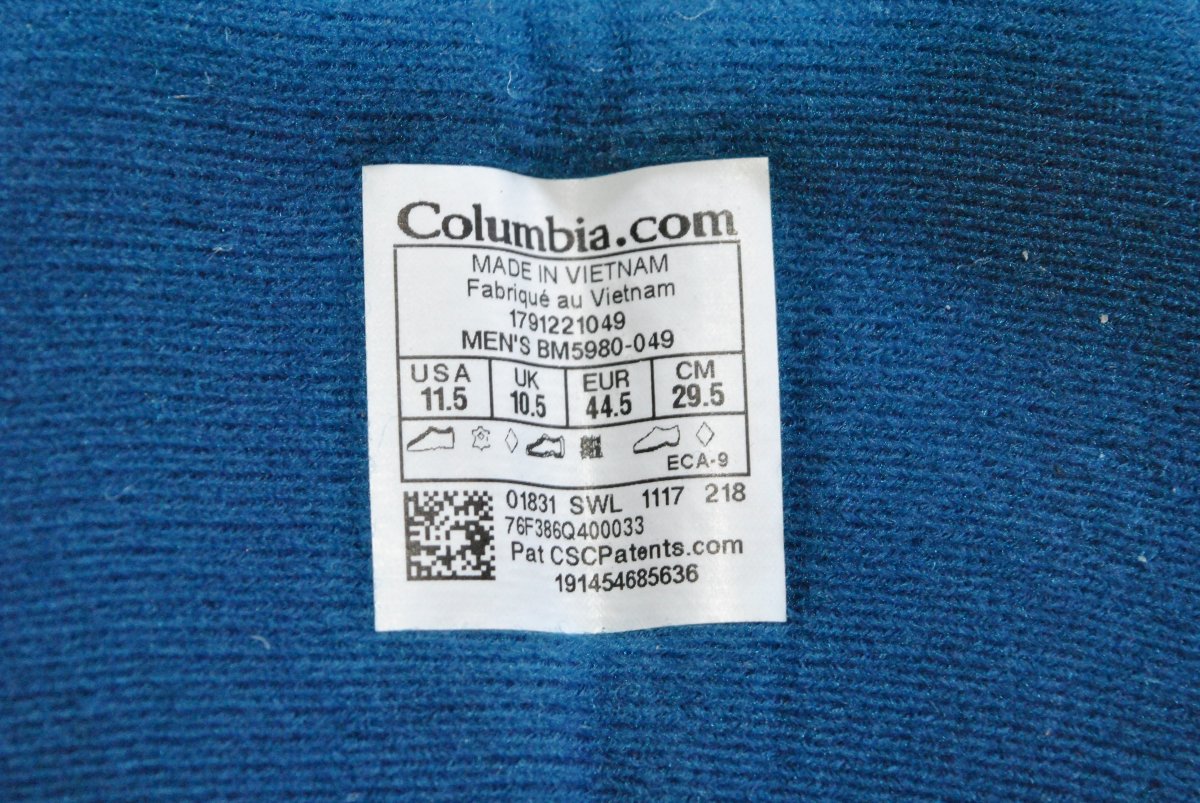 Columbia.com
MADE IN VIETNAM
Fabriqué au Vietnam
1791221049
MEN'S BM5980-049
USA UK EUR CM
11.5 10.5 44.5 29.5
ECA-9
01831 SWL 1117 218
76F386Q400033
Pat CSCPatents.com
191454685636